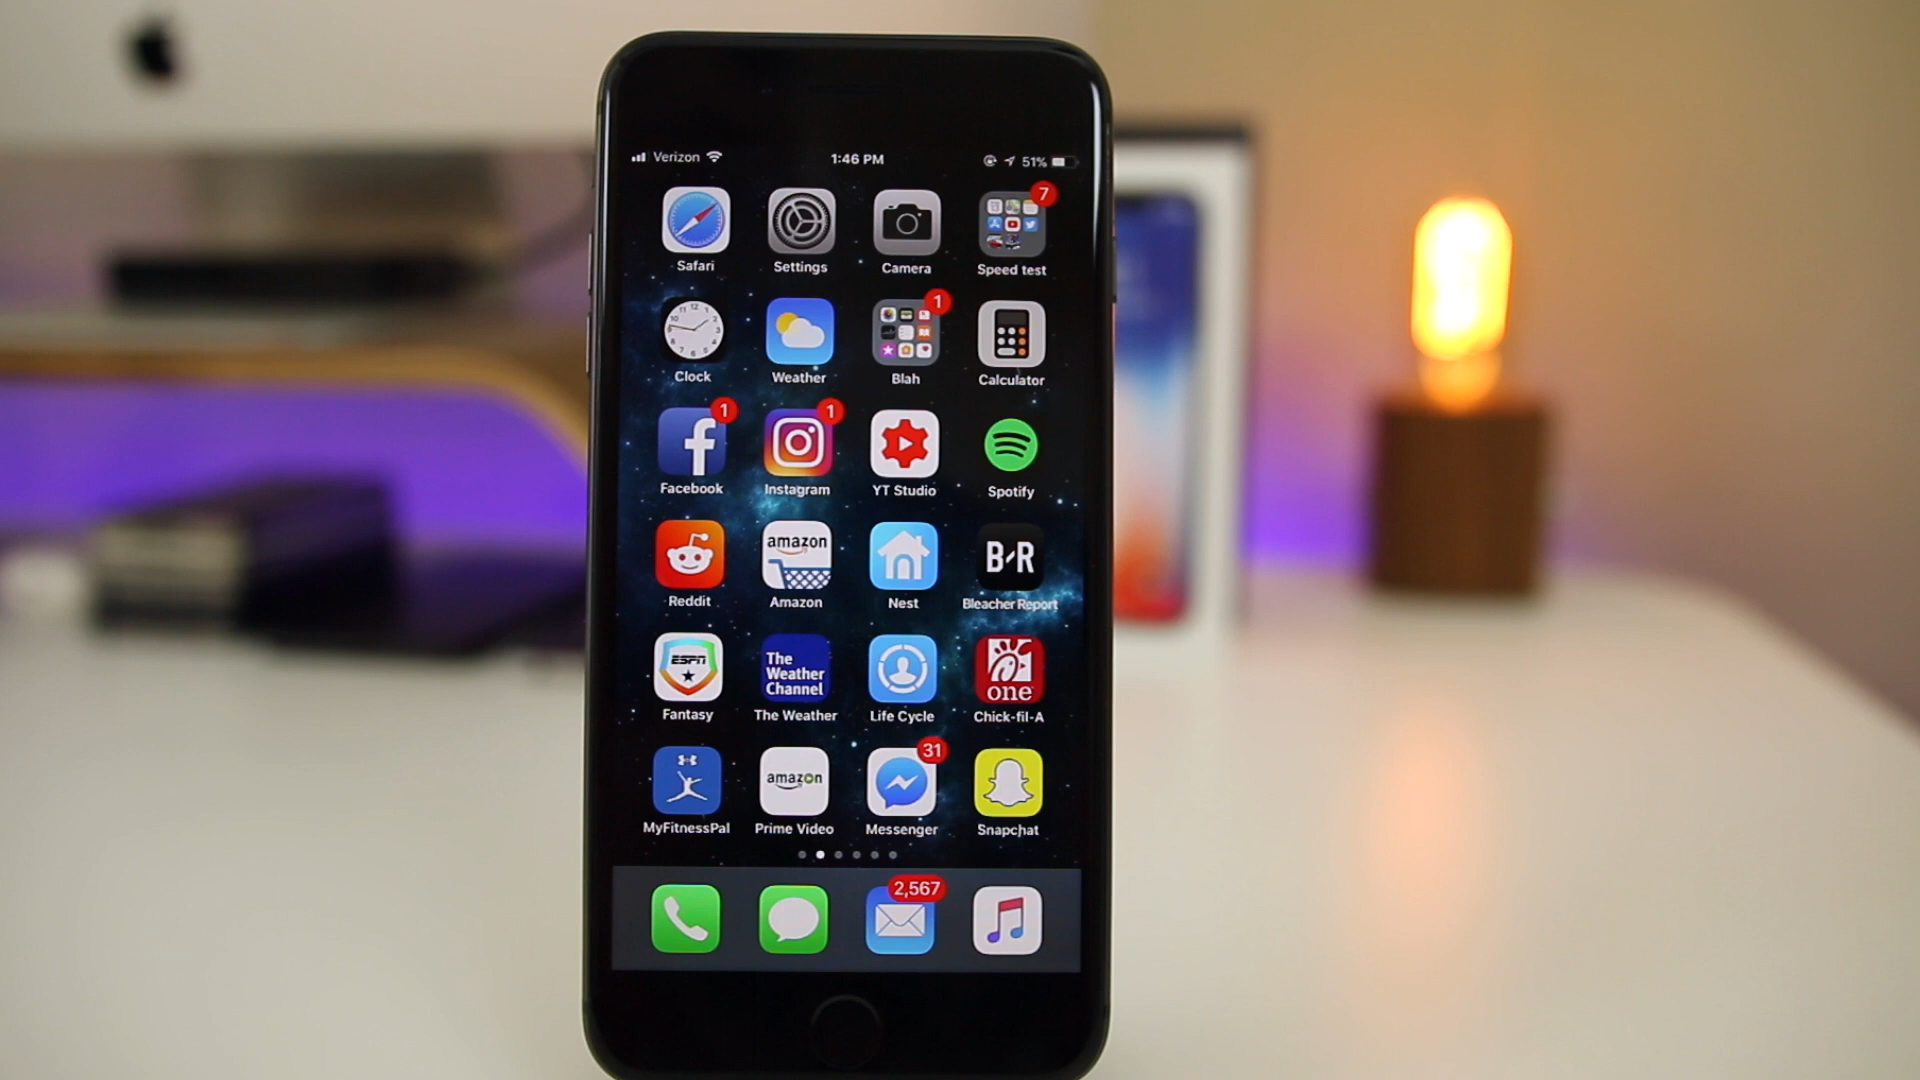 Verizon 1:46 PM 51%
7
Safari Settings Camera Speed test
12
1
Clock Weather Blah Calculator
1 1
Facebook Instagram YT Studio Spotify
amazon B/R
Reddit Amazon Nest Bleacher Report
ESPN The
Weather
Channel
one
Fantasy The Weather Life Cycle Chick-fil-A
31
amazon
MyFitnessPal Prime Video Messenger Snapchat
2,567